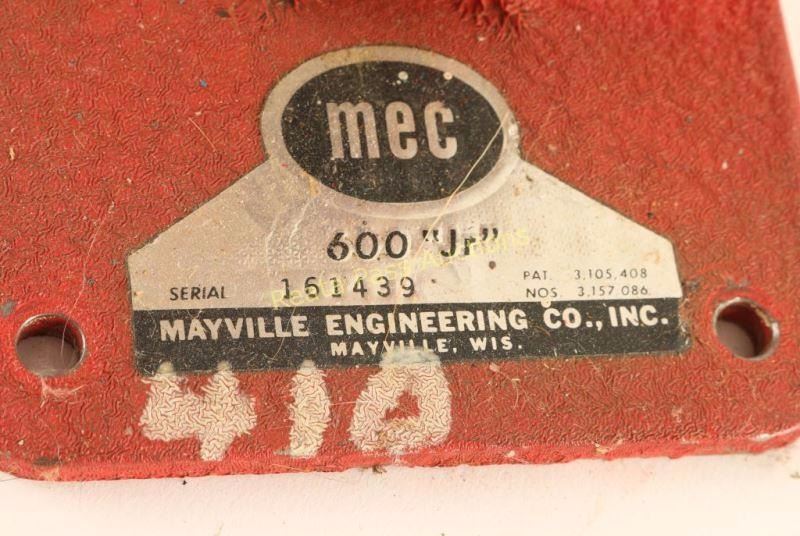 mec
600 "Jr"
SERIAL 161439
PAT. 3,105,408
NOS. 3,157,086.
MAYVILLE ENGINEERING CO., INC.
MAYVILLE, WIS.
410